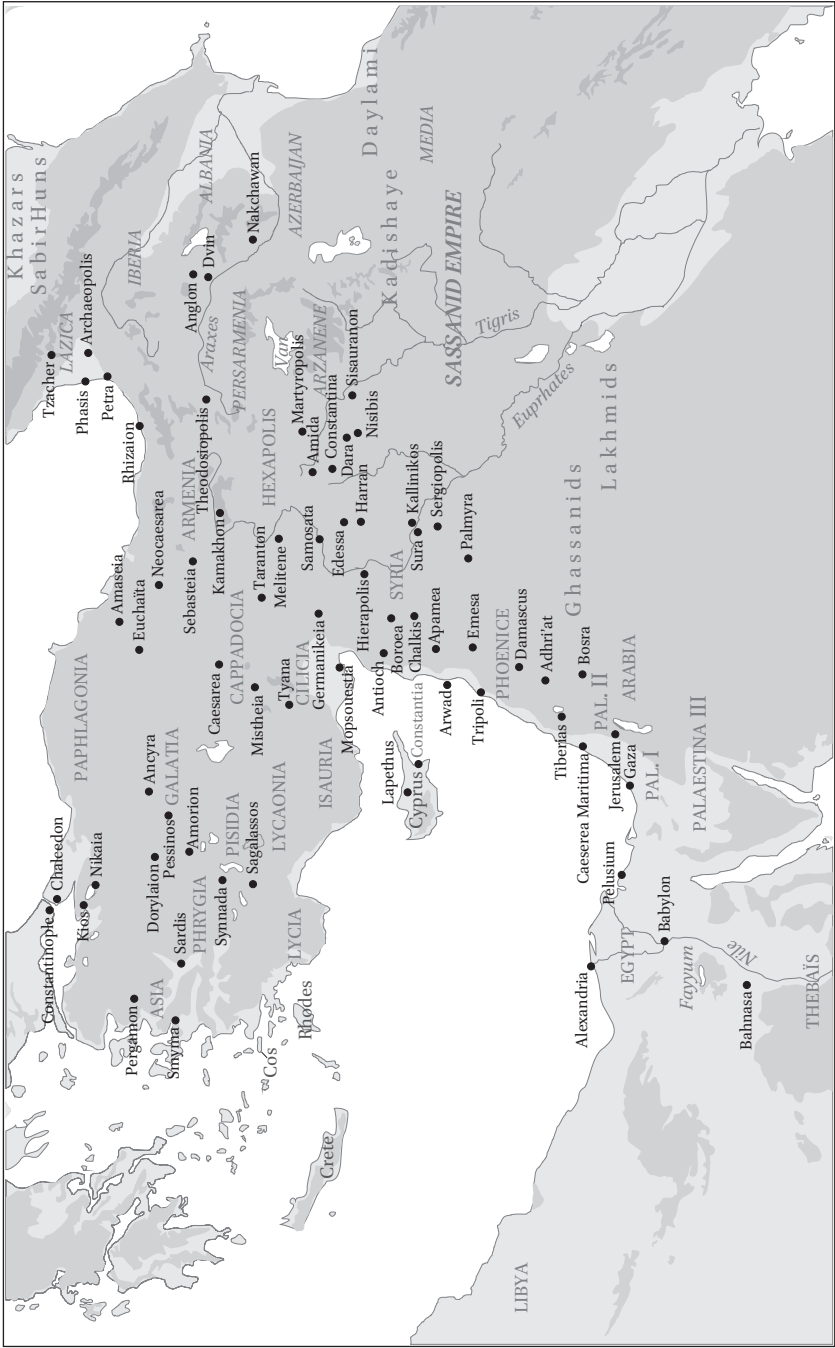 Khazars
SabirHuns
Tzacher
LAZICA
Archaeopolis
Phasis
Petra
IBERIA
ALBANIA
Rhizaion
Anglon
Dvin
Nakchawan
AZERBAIJAN
Daylami
MEDIA
Kadishaye
SASSANID EMPIRE
Araxes
PERSARMENIA
Van
ARZANENE
Theodosiopolis
HEXAPOLIS
Martyropolis
Amida
Constantina
Sisauranon
Dara
Nisibis
Tigris
Euprhates
Lakhmids
Ghassanids
Amaseia
Euchaïta
Neocaesarea
ARMENIA
Sebasteia
Kamakhon
Taranton
Melitene
Samosata
Edessa
Harran
Kallinikos
Sura
Sergiopolis
Palmyra
SYRIA
Hierapolis
Boroea
Chalkis
Antioch
Apamea
Emesa
Arwad
Tripoli
PHOENICE
Damascus
Adhri'at
Bosra
PAPHLAGONIA
Caesarea
CAPPADOCIA
Mistheia
Tyana
CILICIA
Germanikeia
Mopsouestia
ISAURIA
Lapethus
Cyprus
Constantia
Tiberias
PAL. II
ARABIA
Caeserea Maritima
Jerusalem
Gaza
PAL. I
PALAESTINA III
Ancyra
GALATIA
Pessinos
Amorion
Dorylaion
PISIDIA
LYCAONIA
Sagalassos
Synnada
PHRYGIA
Sardis
LYCIA
Constantinople
Chalcedon
Nikaia
Kios
Pergamon
ASIA
Smyrna
Cos
Rhodes
Crete
Pelusium
Babylon
Alexandria
EGYPT
Fayyum
Nile
Bahnasa
THEBAÏS
LIBYA